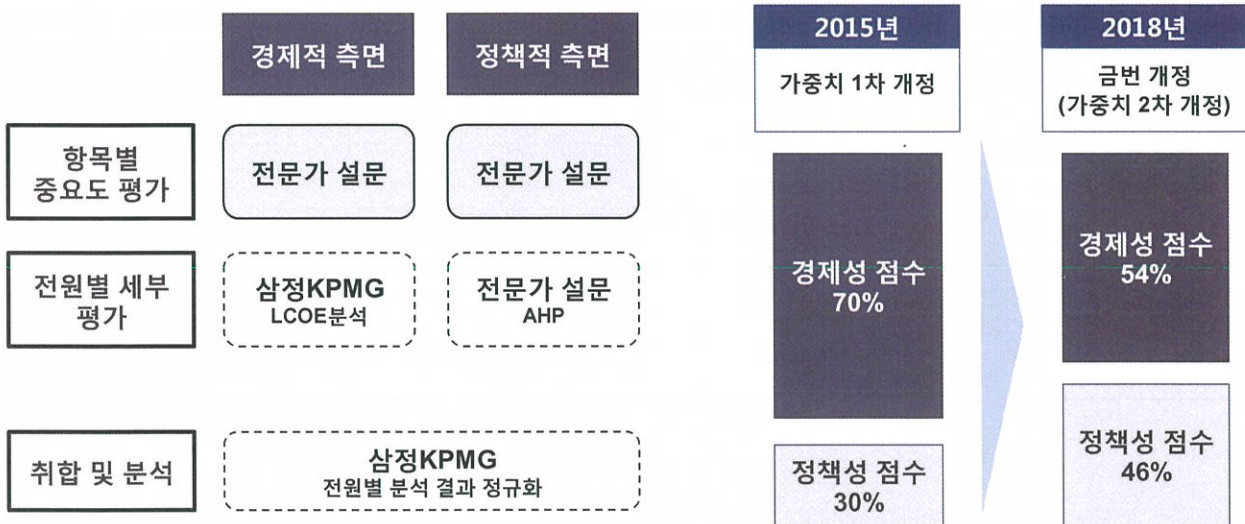 경제적 측면
정책적 측면
항목별
중요도 평가
전문가 설문
전문가 설문
전원별 세부
평가
삼정KPMG
LCOE분석
전문가 설문
AHP
취합 및 분석
삼정KPMG
전원별 분석 결과 정규화
2015년
가중치 1차 개정
2018년
금번 개정
(가중치 2차 개정)
경제성 점수
70%
정책성 점수
30%
경제성 점수
54%
정책성 점수
46%